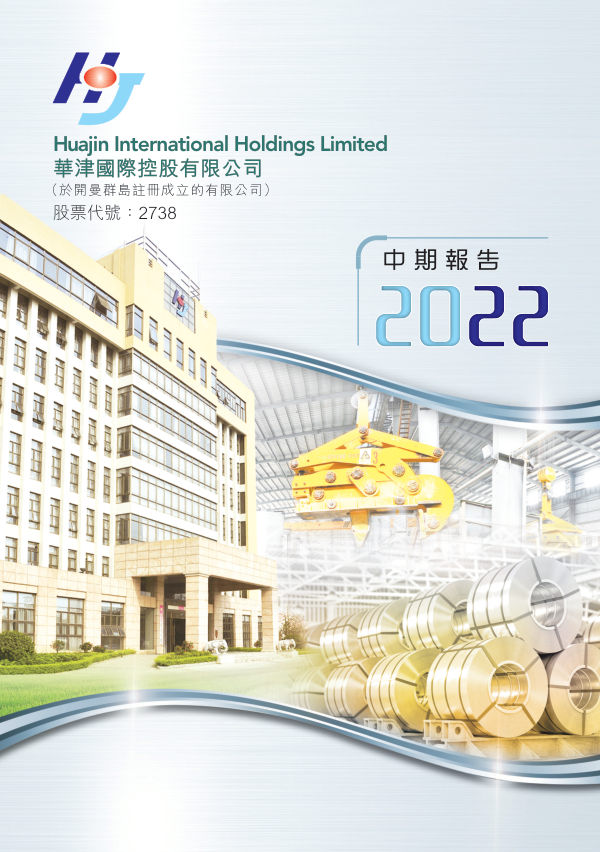 HJ
Huajin International Holdings Limited
華津國際控股有限公司
（於開曼群島註冊成立的有限公司）
股票代號：2738
中期報告
2022